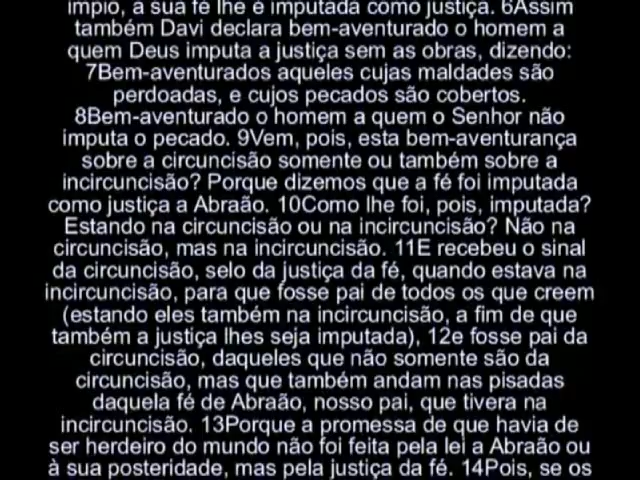 ímpio, a sua fé lhe é imputada como justiça. 6Assim
também Davi declara bem-aventurado o homem a
quem Deus imputa a justiça sem as obras, dizendo:
7Bem-aventurados aqueles cujas maldades são
perdoadas, e cujos pecados são cobertos.
8Bem-aventurado o homem a quem o Senhor não
imputa o pecado. 9Vem, pois, esta bem-aventurança
sobre a circuncisão somente ou também sobre a
incircuncisão? Porque dizemos que a fé foi imputada
como justiça a Abraão. 10Como lhe foi, pois, imputada?
Estando na circuncisão ou na incircuncisão? Não na
circuncisão, mas na incircuncisão. 11E recebeu o sinal
da circuncisão, selo da justiça da fé, quando estava na
incircuncisão, para que fosse pai de todos os que creem
(estando eles também na incircuncisão, a fim de que
também a justiça lhes seja imputada), 12e fosse pai da
circuncisão, daqueles que não somente são da
circuncisão, mas que também andam nas pisadas
daquela fé de Abraão, nosso pai, que tivera na
incircuncisão. 13Porque a promessa de que havia de
ser herdeiro do mundo não foi feita pela lei a Abraão ou
à sua posteridade, mas pela justiça da fé. 14Pois, se os